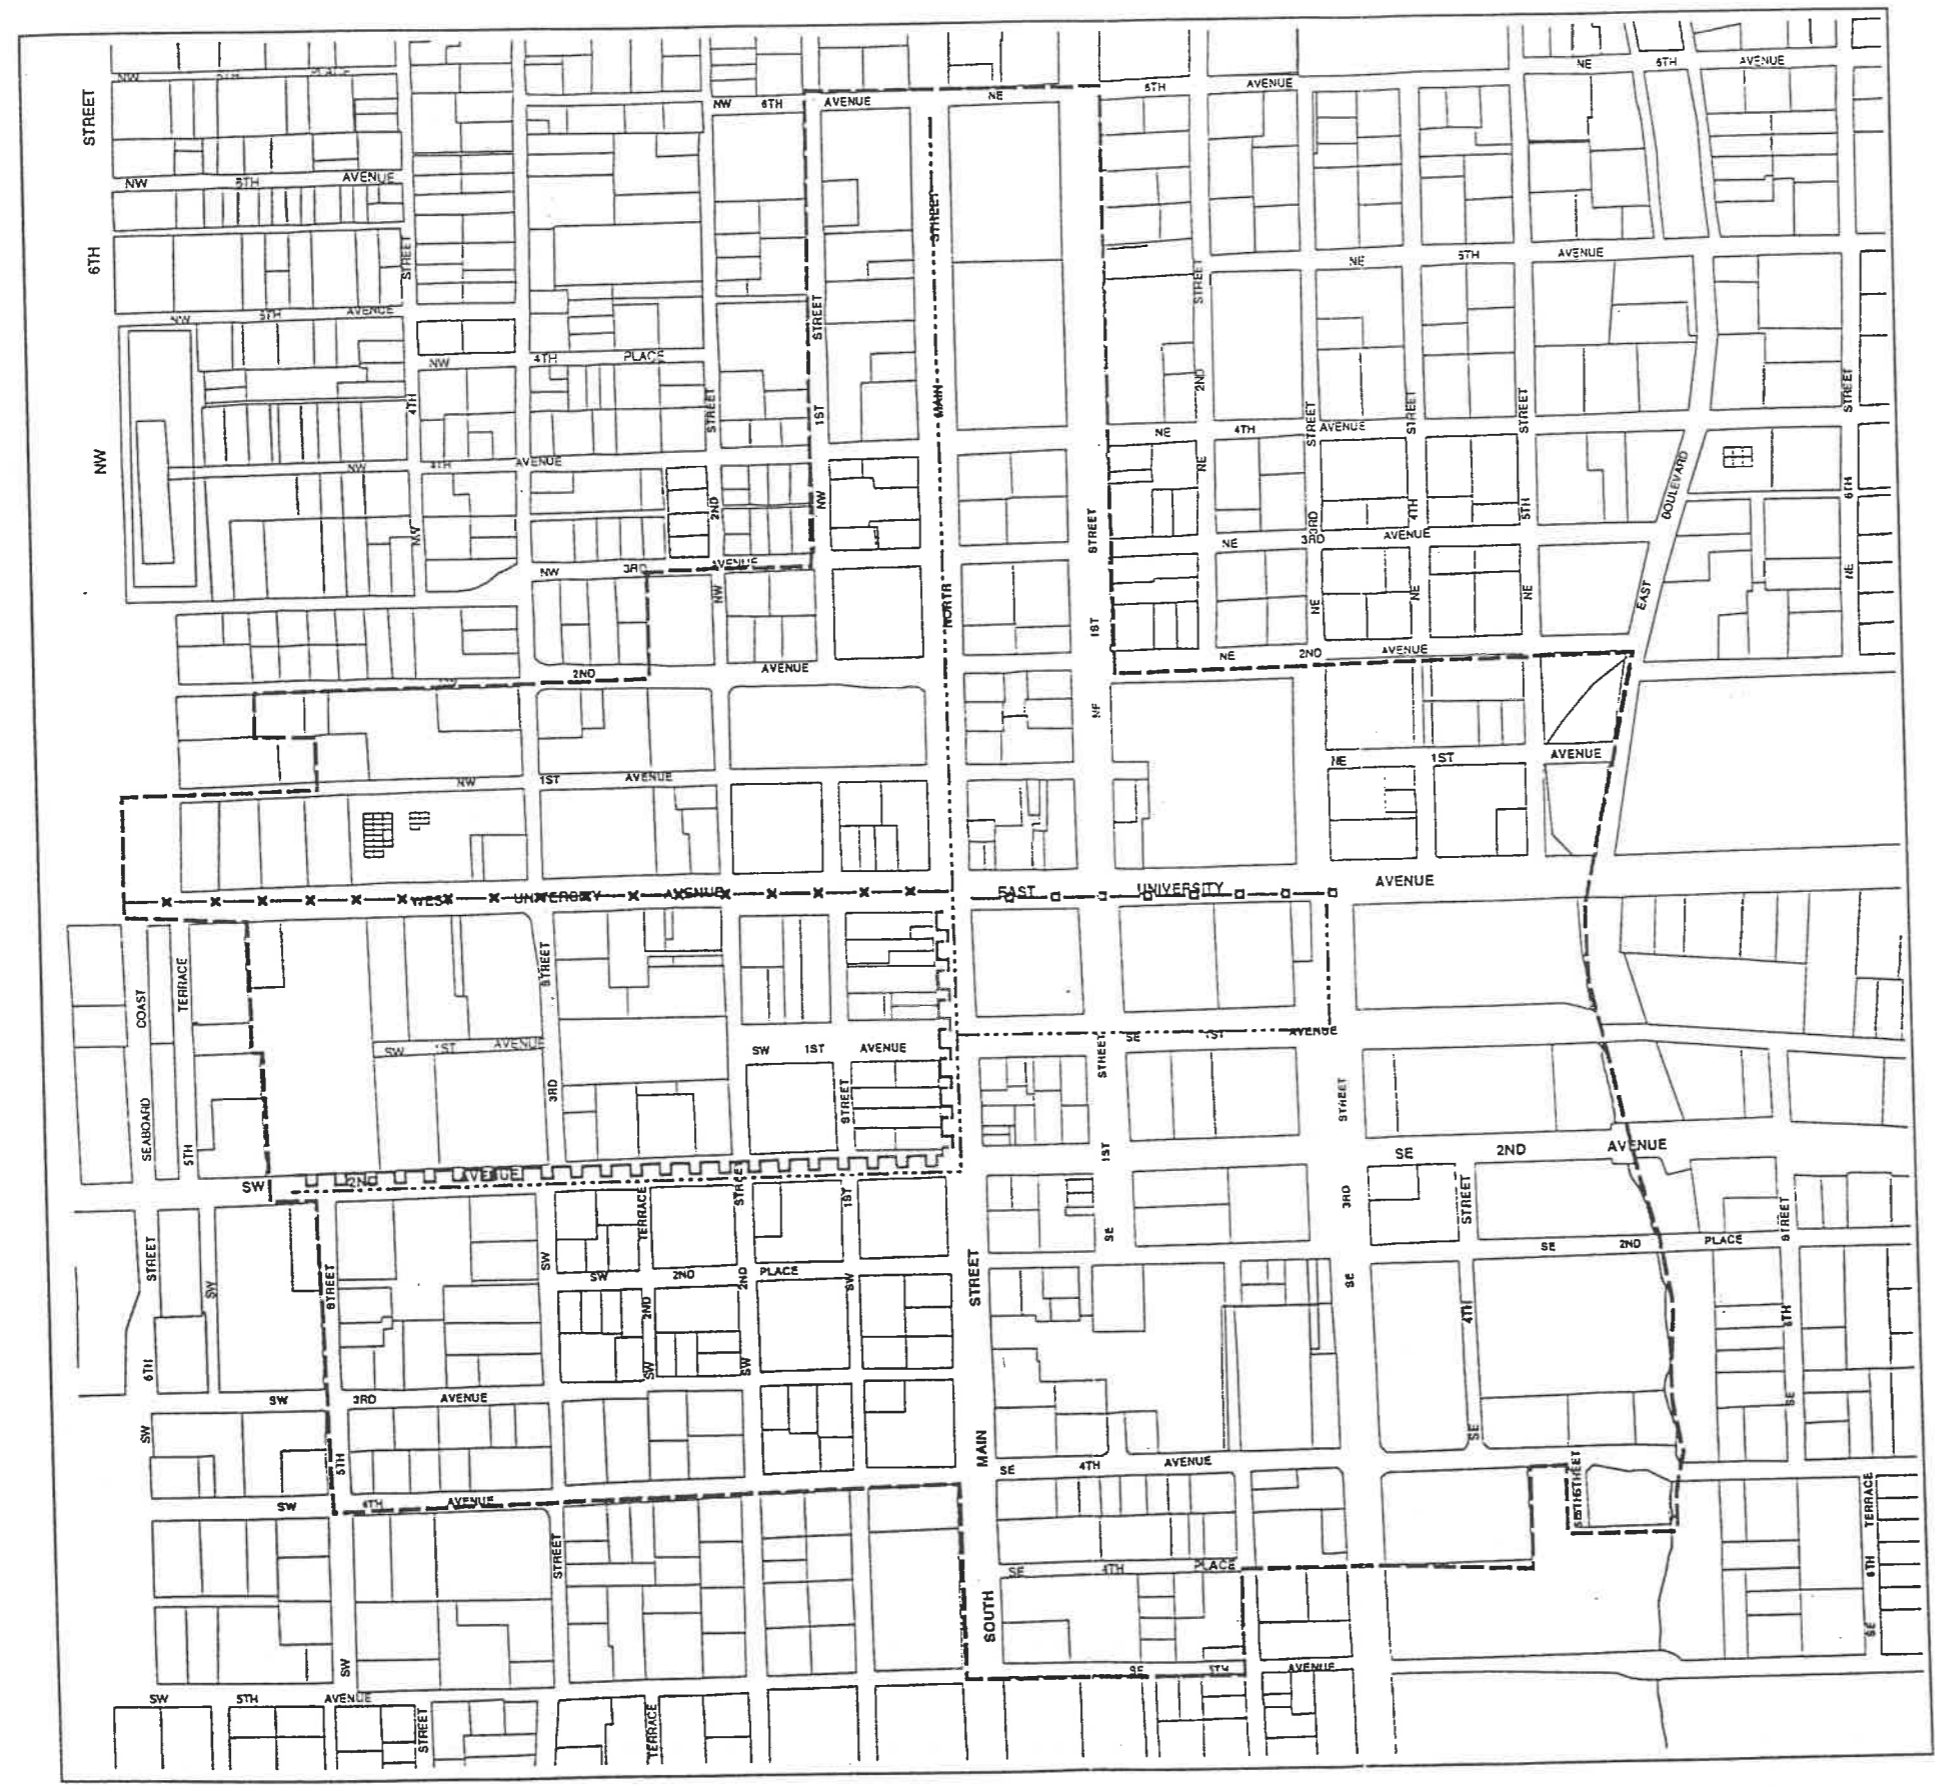 NW 5TH PLACE
NW 6TH AVENUE NE 6TH AVENUE NE 6TH AVENUE
STREET
NW 5TH AVENUE
6TH
STREET
STREET
STREET
NE 5TH AVENUE
NW 5TH AVENUE
STREET
NW 4TH PLACE
NW
4TH
STREET
1ST
MAIN
2ND
STREET
STREET
STREET
STREET
NE 4TH AVENUE
NW 4TH AVENUE
NW
2ND
NW
STREET
NE
3RD
4TH
5TH
BOULEVARD
6TH
NE 3RD AVENUE
NW 3RD AVENUE
NW
NORTH
1ST
NE
NE
NE
EAST
NE
NE 2ND AVENUE
2ND AVENUE
NE
NE 1ST AVENUE
NW 1ST AVENUE
WEST UNIVERSITY AVENUE EAST UNIVERSITY AVENUE
STREET
COAST
TERRACE
SE 1ST AVENUE
SW 1ST AVENUE SW 1ST AVENUE
STREET
3RD
STREET
STREET
SEABOARD
5TH
1ST
SE 2ND AVENUE
SW 2ND AVENUE
STREET
TERRACE
1ST
3RD
STREET
STREET
SE
SE 2ND PLACE
STREET
SW
STREET
SW
SW 2ND PLACE
2ND
SW
STREET
SE
2ND
4TH
6TH
6TH
SW
SW
SW 3RD AVENUE
SE
SW
5TH
MAIN
SE
SE 4TH AVENUE
SW 4TH AVENUE
STREET
TERRACE
STREET
SE 4TH PLACE
6TH
SOUTH
SE
SW
SE 5TH AVENUE
SW 5TH AVENUE
STREET
TERRACE